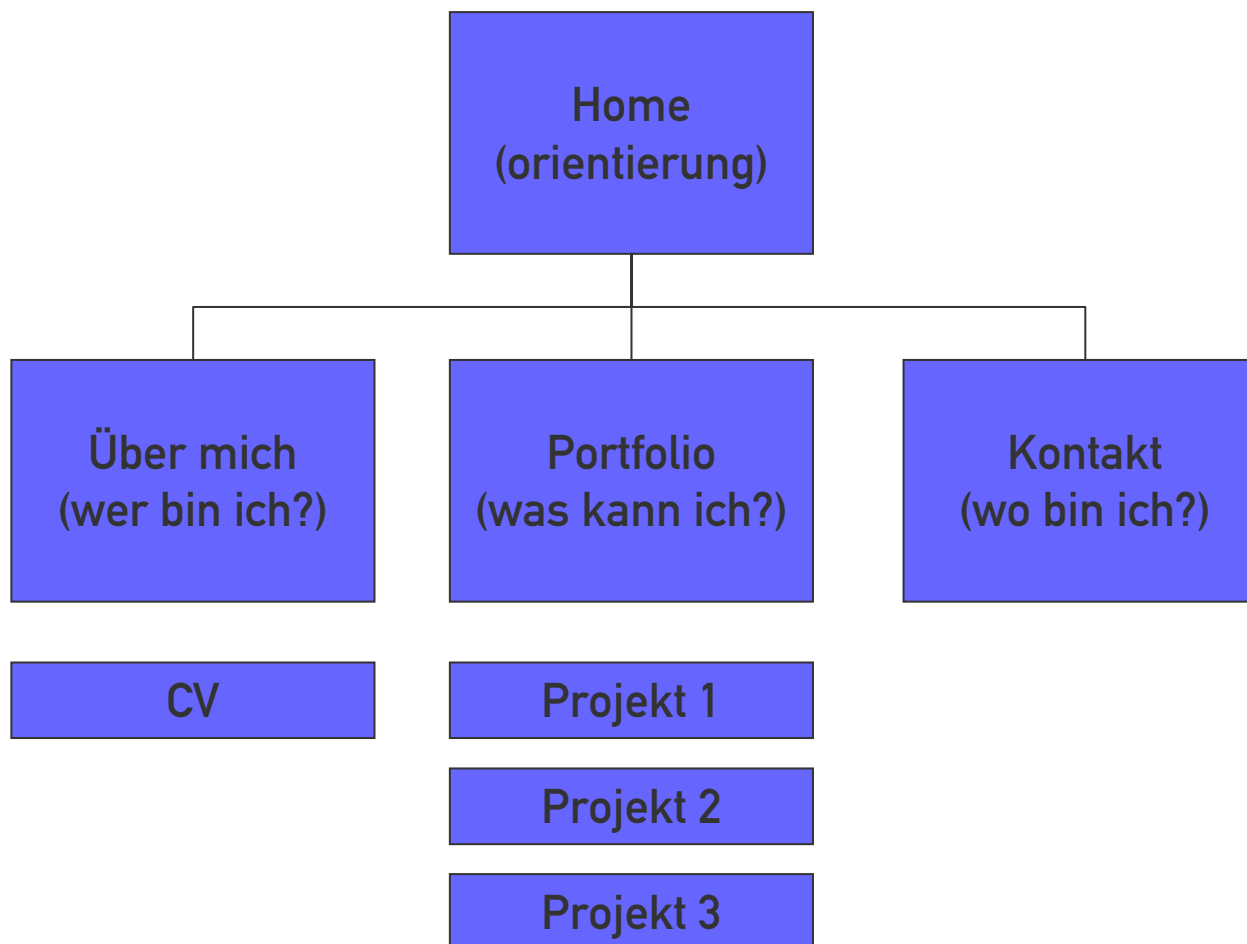 Home
(orientierung)
Über mich
(wer bin ich?)
Portfolio
(was kann ich?)
Kontakt
(wo bin ich?)
CV
Projekt 1
Projekt 2
Projekt 3